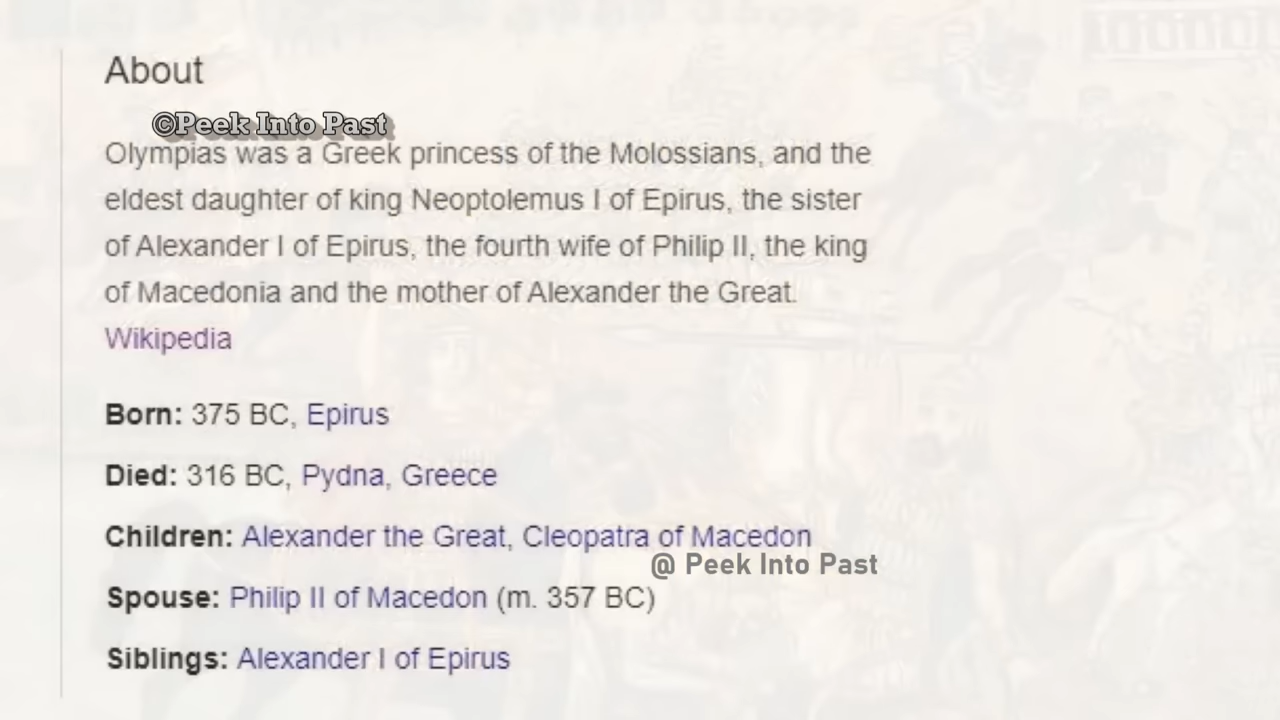 About
©Peek Into Past
Olympias was a Greek princess of the Molossians, and the
eldest daughter of king Neoptolemus I of Epirus, the sister
of Alexander I of Epirus, the fourth wife of Philip II, the king
of Macedonia and the mother of Alexander the Great.
Wikipedia
Born: 375 BC, Epirus
Died: 316 BC, Pydna, Greece
Children: Alexander the Great, Cleopatra of Macedon
@ Peek Into Past
Spouse: Philip II of Macedon (m. 357 BC)
Siblings: Alexander I of Epirus